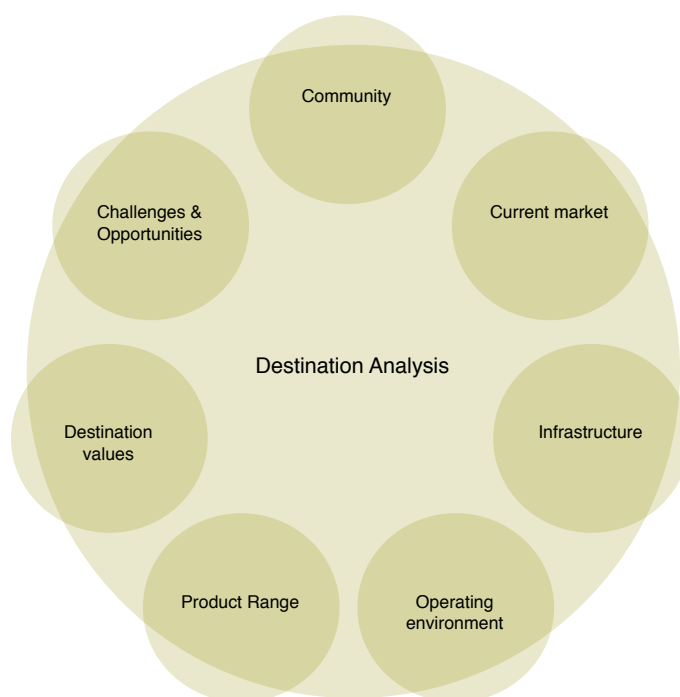 Community
Challenges &
Opportunities
Current market
Destination Analysis
Destination
values
Infrastructure
Product Range
Operating
environment